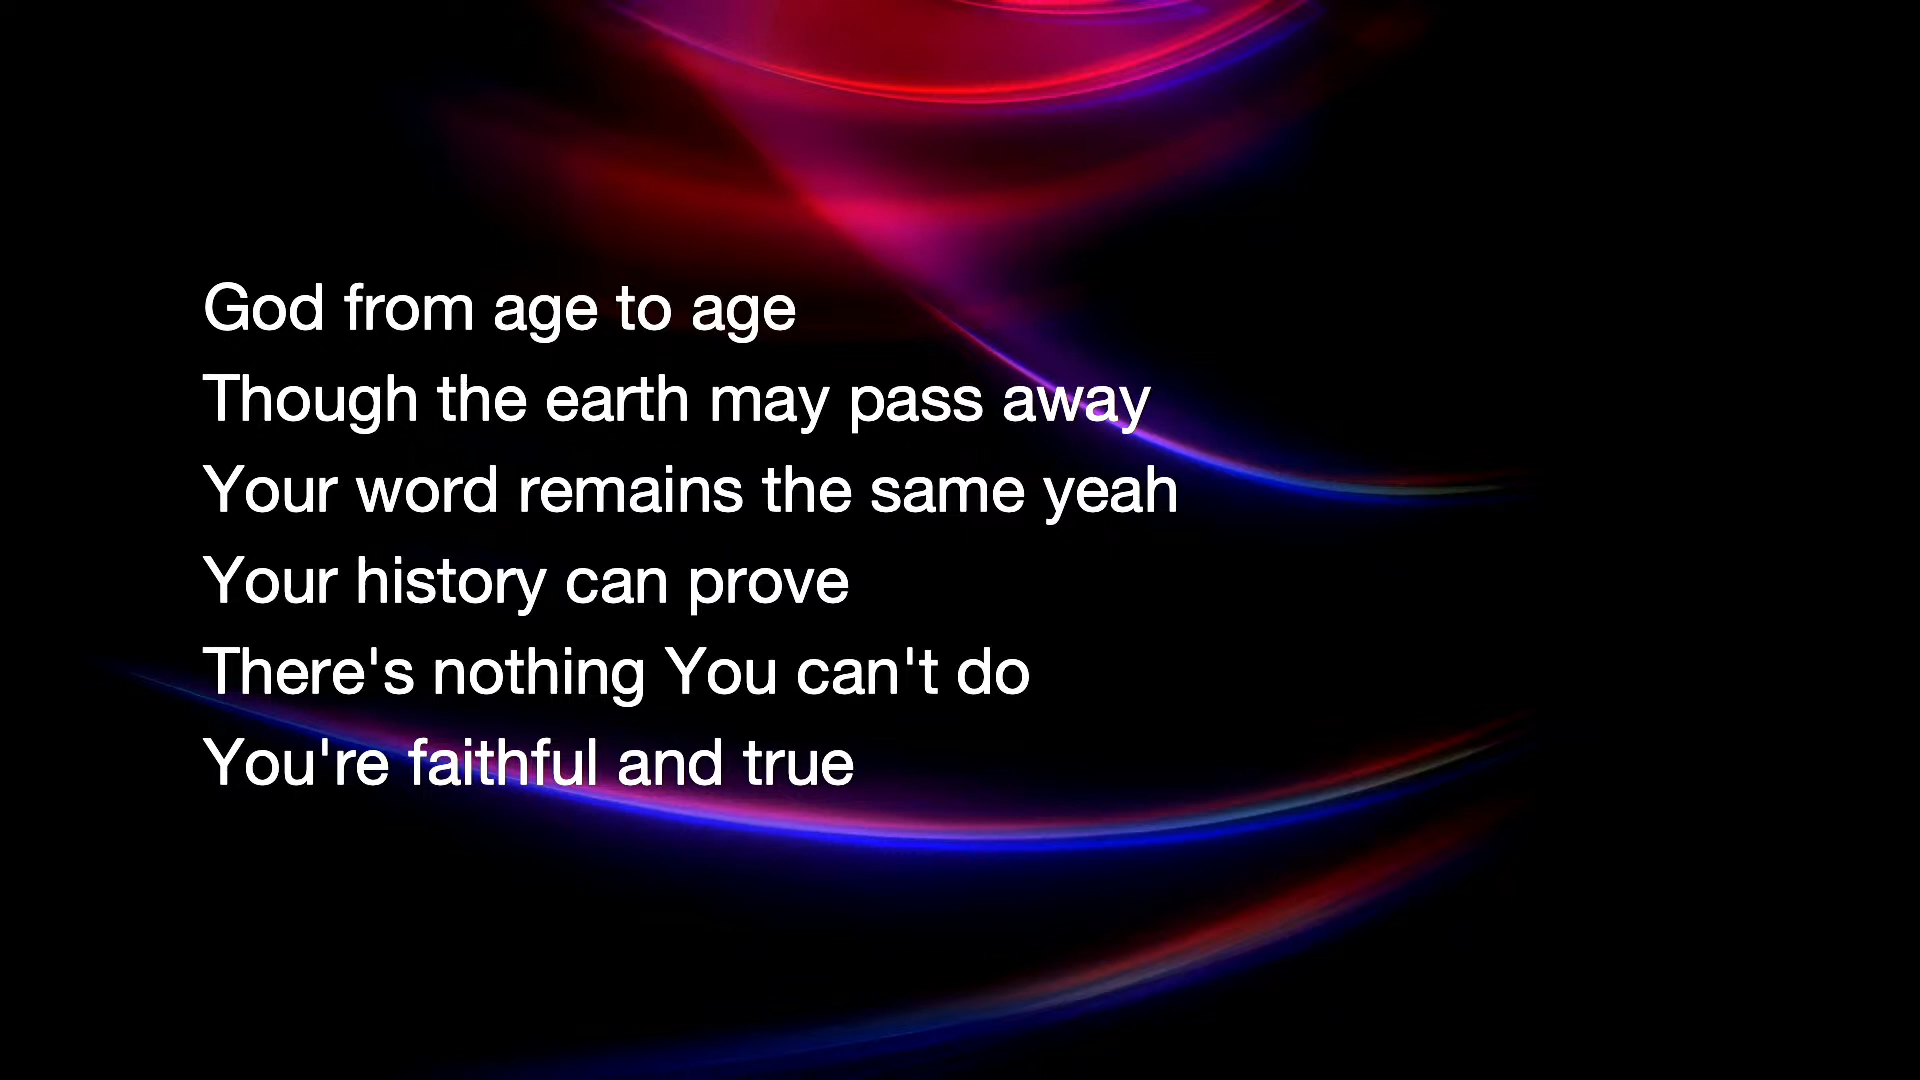 God from age to age
Though the earth may pass away
Your word remains the same yeah
Your history can prove
There's nothing You can't do
You're faithful and true